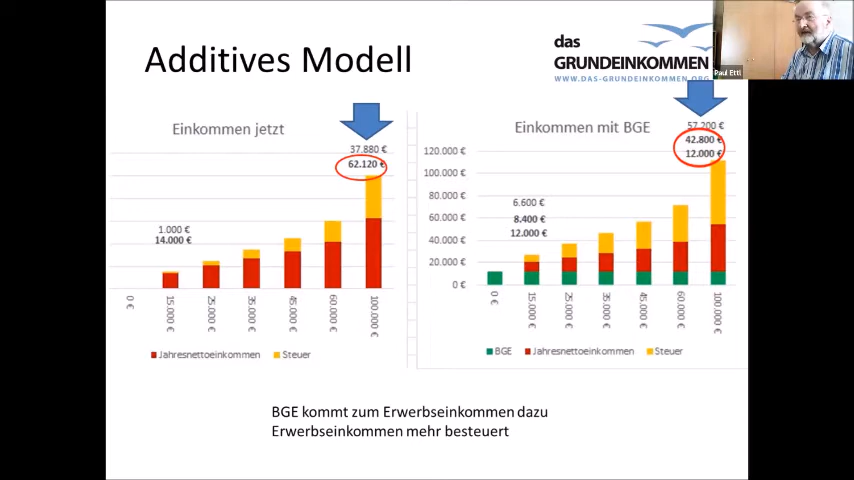 Additives Modell
das
GRUNDEINKOMMEN
WWW.DAS-GRUNDEINKOMMEN.ORG
Paul Ettl
Einkommen jetzt
37.880 €
62.120 €
1.000 €
14.000 €
0 €
15.000 €
25.000 €
35.000 €
45.000 €
60.000 €
100.000 €
Jahresnettoeinkommen
Steuer
Einkommen mit BGE
57.200 €
42.800 €
12.000 €
120.000 €
100.000 €
80.000 €
60.000 €
40.000 €
20.000 €
0 €
6.600 €
8.400 €
12.000 €
0 €
15.000 €
25.000 €
35.000 €
45.000 €
60.000 €
100.000 €
BGE
Jahresnettoeinkommen
Steuer
BGE kommt zum Erwerbseinkommen dazu
Erwerbseinkommen mehr besteuert